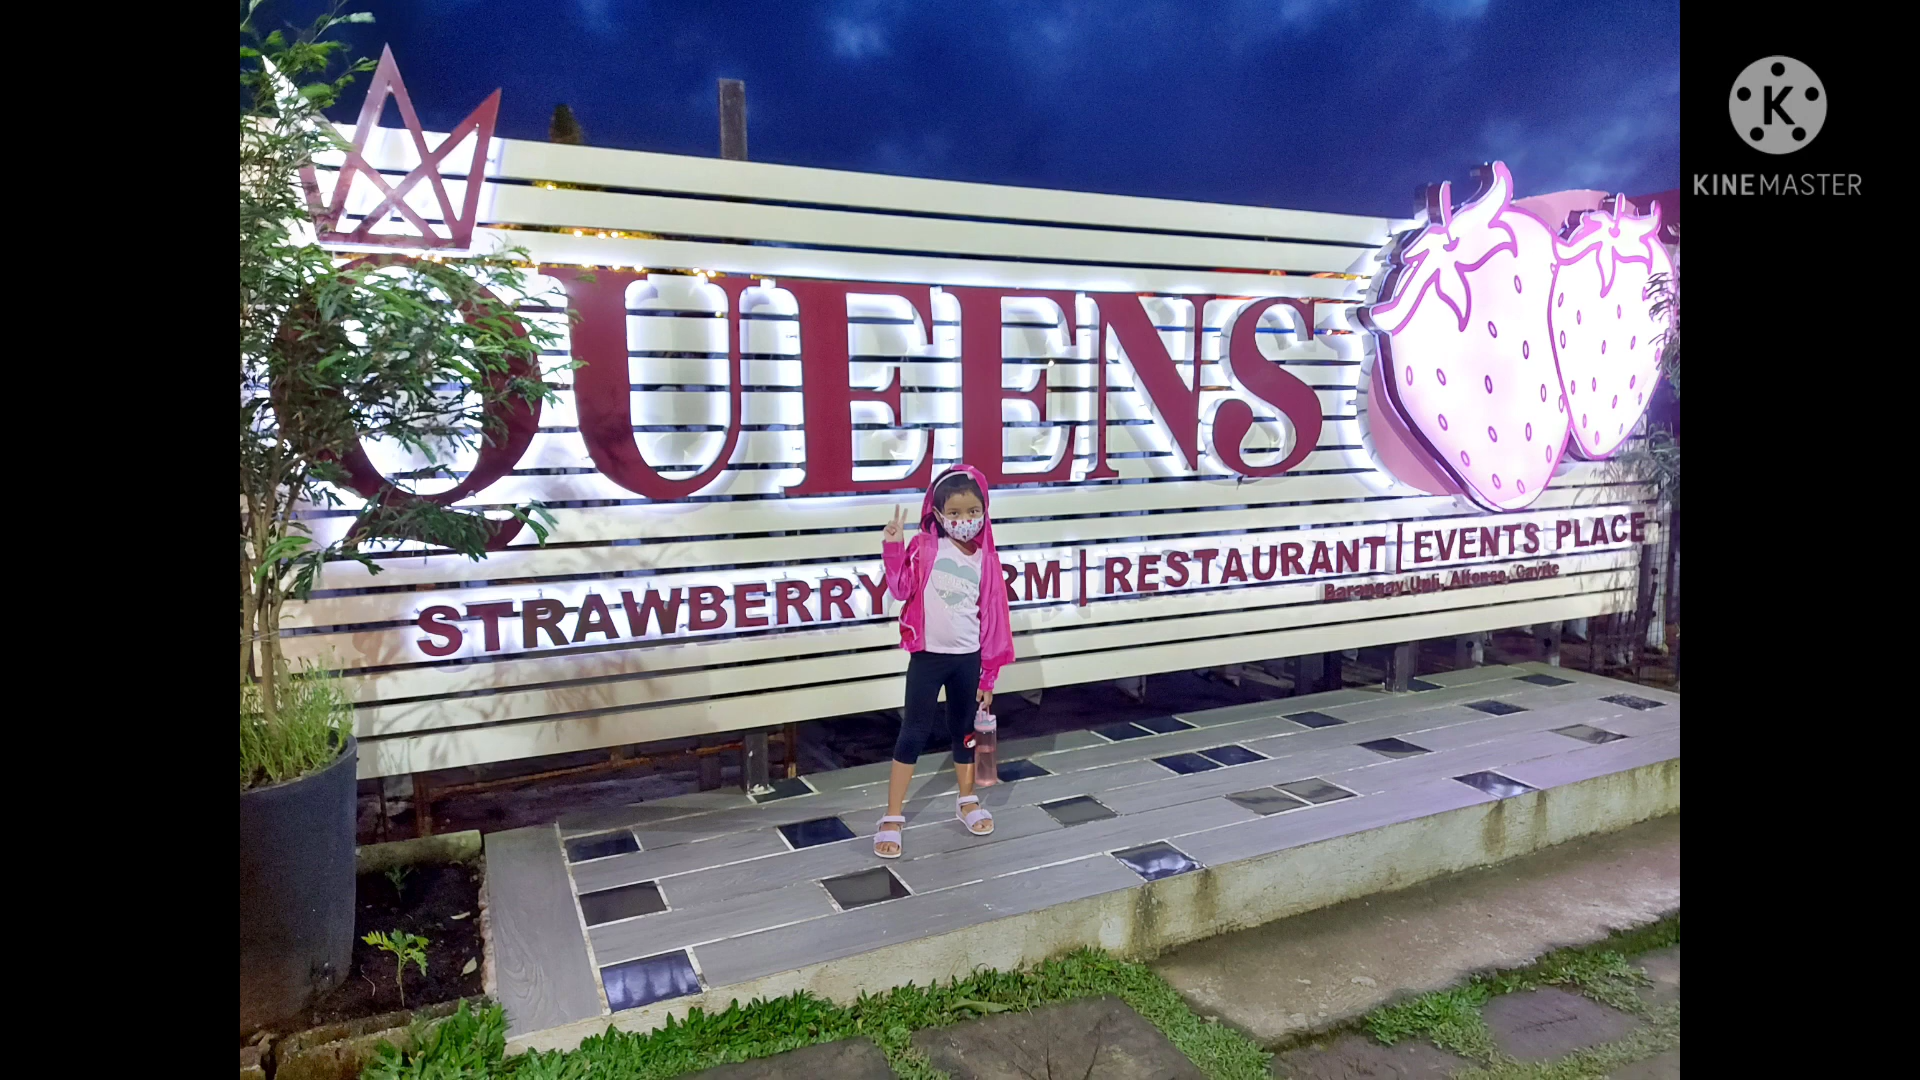 QUEENS
STRAWBERRY RM | RESTAURANT | EVENTS PLACE
Barangay Upli, Alfonso, Cavite
K
KINEMASTER